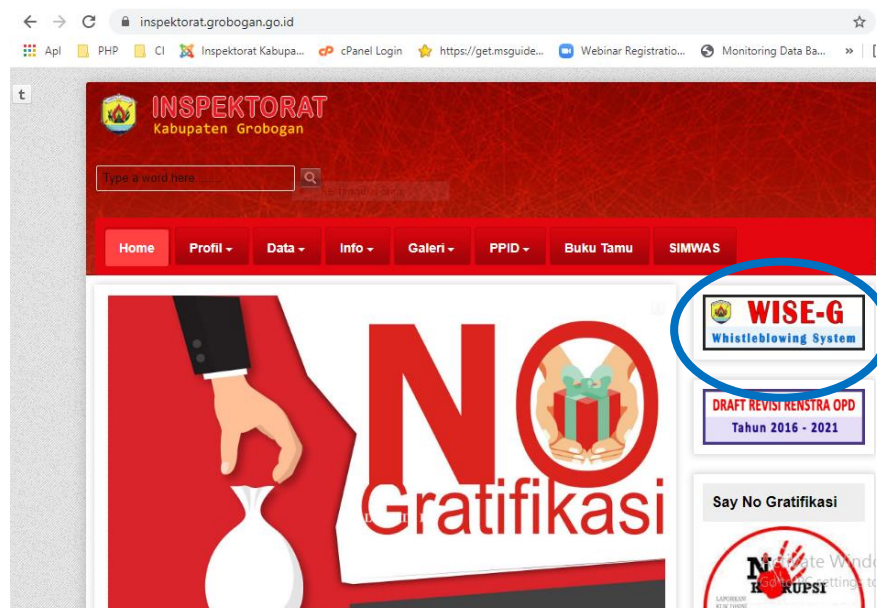 inspektorat.grobogan.go.id
Apl PHP CI Inspektorat Kabupa... cPanel Login https://get.msguide... Webinar Registratio... Monitoring Data Ba... »
t
INSPEKTORAT
Kabupaten Grobogan
Type a word here ........
Home Profil Data Info Galeri PPID Buku Tamu SIMWAS
WISE-G
Whistleblowing System
DRAFT REVISI RENSTRA OPD
Tahun 2016 - 2021
NO
Gratifikasi
Say No Gratifikasi
NO
KORUPSI
LAPORKAN